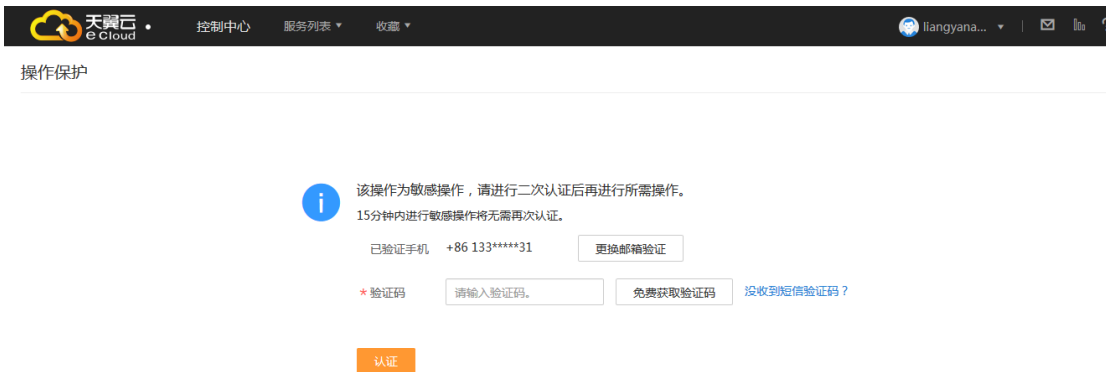 天翼云
e Cloud
控制中心 服务列表 收藏 liangyana...
操作保护
该操作为敏感操作，请进行二次认证后再进行所需操作。
15分钟内进行敏感操作将无需再次认证。
已验证手机 +86 133*****31 更换邮箱验证
* 验证码 请输入验证码。 免费获取验证码 没收到短信验证码？
认证